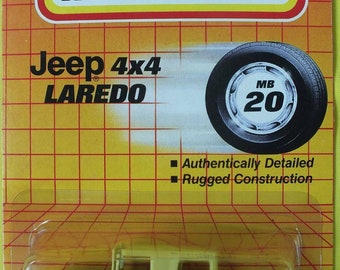 Jeep® 4x4
LAREDO
MB
20
■ Authentically Detailed
■ Rugged Construction